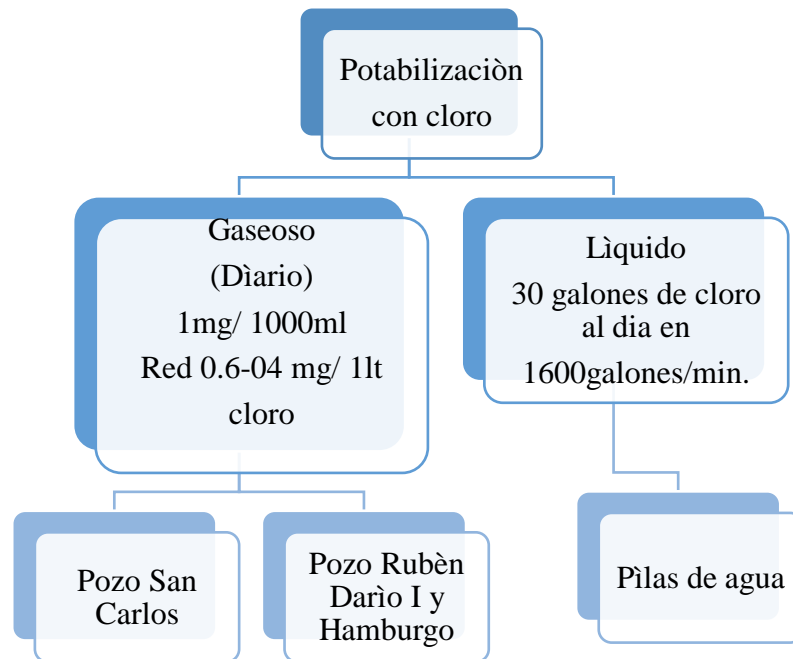 Potabilizaciòn
con cloro
Gaseoso
(Dìario)
1mg/ 1000ml
Red 0.6-04 mg/ 1lt
cloro
Lìquido
30 galones de cloro
al dia en
1600galones/min.
Pozo San
Carlos
Pozo Rubèn
Darìo I y
Hamburgo
Pìlas de agua